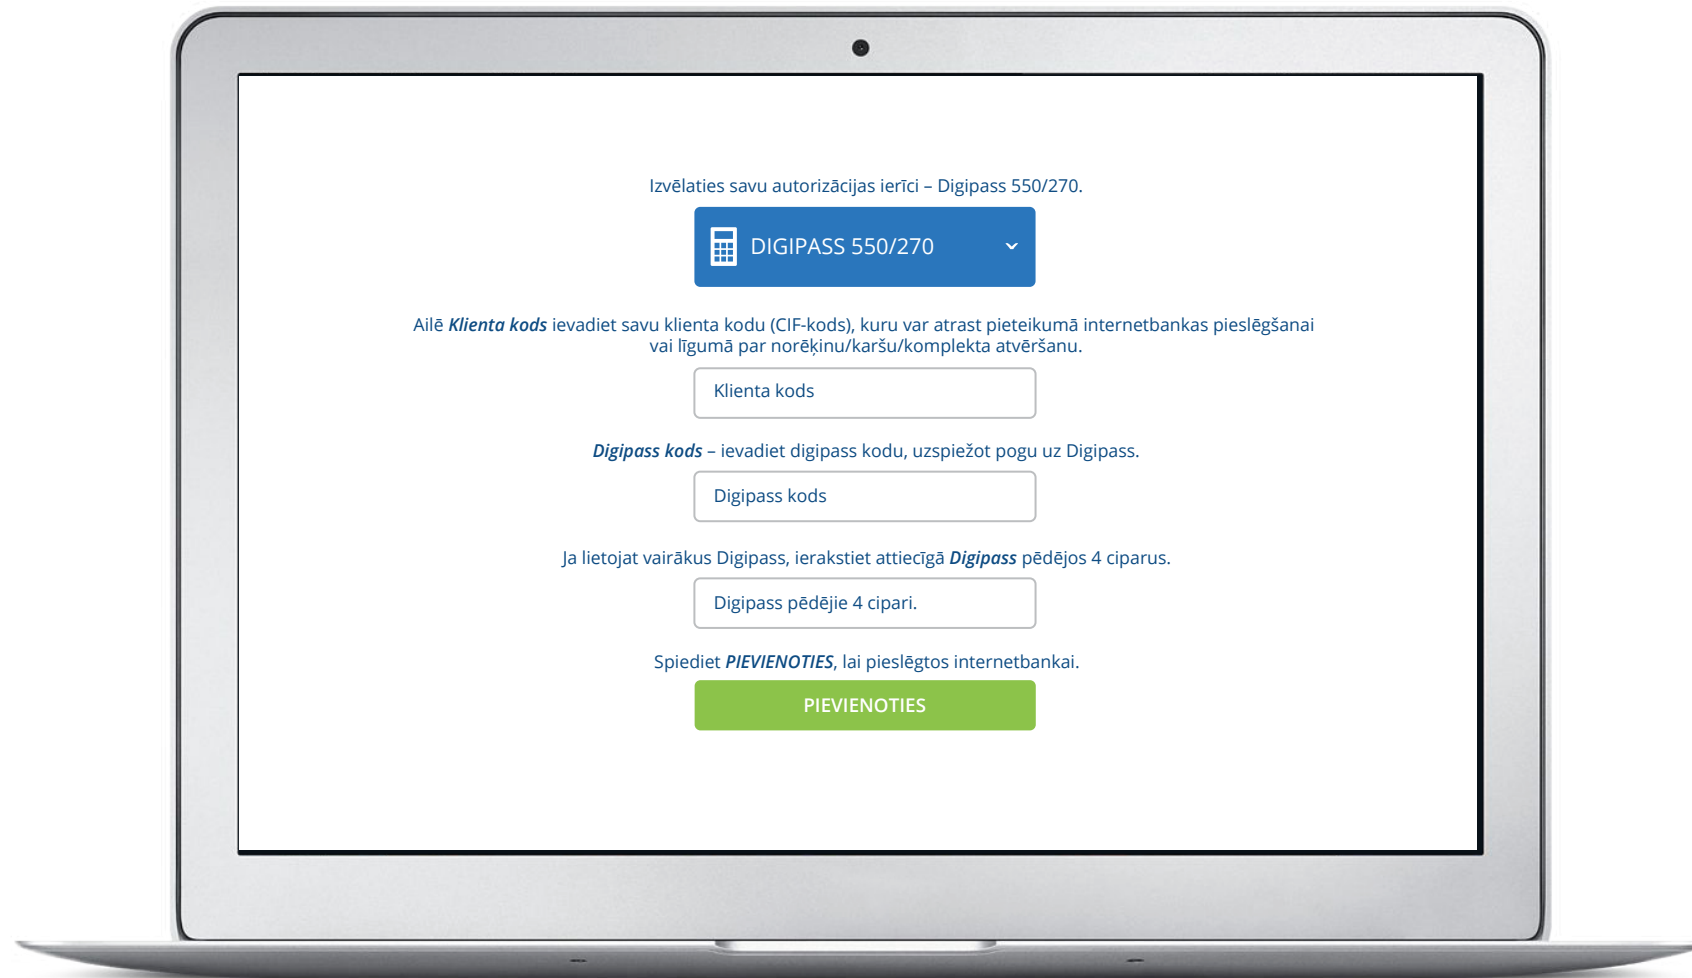 Izvēlaties savu autorizācijas ierīci – Digipass 550/270.
DIGIPASS 550/270
Ailē Klienta kods ievadiet savu klienta kodu (CIF-kods), kuru var atrast pieteikumā internetbankas pieslēgšanai
vai līgumā par norēķinu/karšu/komplekta atvēršanu.
Klienta kods
Digipass kods – ievadiet digipass kodu, uzspiežot pogu uz Digipass.
Digipass kods
Ja lietojat vairākus Digipass, ierakstiet attiecīgā Digipass pēdējos 4 ciparus.
Digipass pēdējie 4 cipari.
Spiediet PIEVIENOTIES, lai pieslēgtos internetbankai.
PIEVIENOTIES